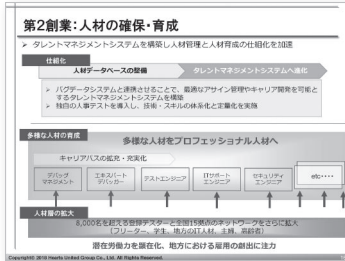 第2創業：人材の確保・育成
➢ タレントマネジメントシステムを構築し人材管理と人材育成の仕組化を加速
仕組化
人材データベースの整備
タレントマネジメントシステムへ進化
➢ バグデータシステムと連携させることで、最適なアサイン管理やキャリア開発を可能とするタレントマネジメントシステムを構築
➢ 独自の人事テストを導入し、技術・スキルの体系化と定量化を実施
多様な人材の育成
多様な人材をプロフェッショナル人材へ
キャリアパスの拡充・充実化
デバッグ
マネジメント
エキスパート
デバッガー
テストエンジニア
ITサポート
エンジニア
セキュリティ
エンジニア
etc・・・・
人材層の拡大
8,000名を超える登録テスターと全国15拠点のネットワークをさらに拡大
（フリーター、学生、地方のIT人材、主婦、高齢者）
潜在労働力を顕在化、地方における雇用の創出に注力
Copyright© 2018 Hearts United Group Co., Ltd. All Rights Reserved.